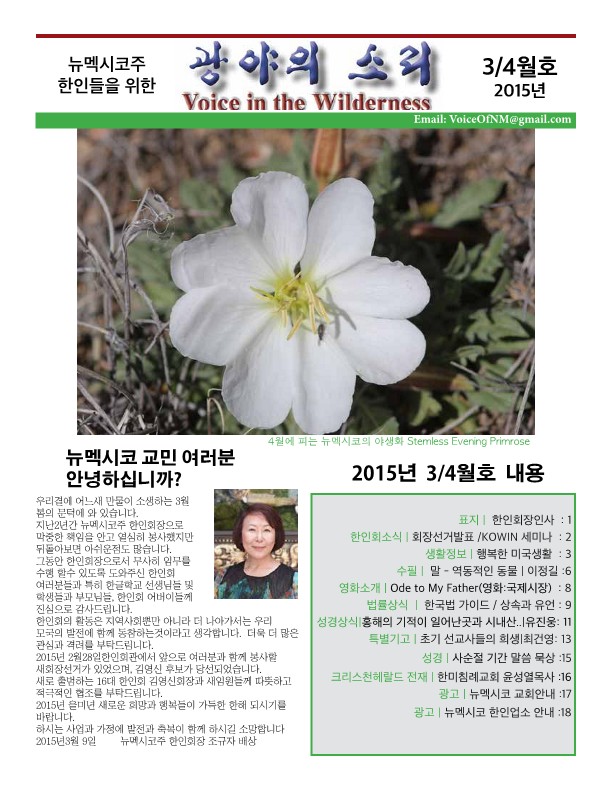 뉴멕시코주
한인들을 위한
광야의 소리
Voice in the Wilderness
3/4월호
2015년
Email: VoiceOfNM@gmail.com
4월에 피는 뉴멕시코의 야생화 Stemless Evening Primrose
뉴멕시코 교민 여러분
안녕하십니까?
우리곁에 어느새 만물이 소생하는 3월
봄의 문턱에 와 있습니다.
지난2년간 뉴멕시코주 한인회장으로
막중한 책임을 안고 열심히 봉사했지만
뒤돌아보면 아쉬운점도 많습니다.
그동안 한인회장으로서 무사히 임무를
수행 할수 있도록 도와주신 한인회
여러분들과 특히 한글학교 선생님들 및
학생들과 부모님들, 한인회 어버이들께
진심으로 감사드립니다.
한인회의 활동은 지역사회뿐만 아니라 더 나아가서는 우리
모국의 발전에 함께 동참하는것이라고 생각합니다. 더욱 더 많은
관심과 격려를 부탁드립니다.
2015년 2월28일한인회관에서 앞으로 여러분과 함께 봉사할
새회장선거가 있었으며, 김영신 후보가 당선되었습니다.
새로 출범하는 16대 한인회 김영신회장과 새임원들께 따뜻하고
적극적인 협조를 부탁드립니다.
2015년 을미년 새로운 희망과 행복들이 가득한 한해 되시기를
바랍니다.
하시는 사업과 가정에 발전과 축복이 함께 하시길 소망합니다
2015년3월 9일 뉴멕시코주 한인회장 조규자 배상
2015년 3/4월호 내용
표지 | 한인회장인사 : 1
한인회소식 | 회장선거발표 /KOWIN 세미나 : 2
생활정보 | 행복한 미국생활 : 3
수필 | 말 – 역동적인 동물 | 이정길 :6
영화소개 | Ode to My Father(영화:국제시장) : 8
법률상식 | 한국법 가이드 / 상속과 유언 : 9
성경상식|홍해의 기적이 일어난곳과 시내산..|유진웅: 11
특별기고 | 초기 선교사들의 희생|최건영: 13
성경 | 사순절 기간 말씀 묵상 :15
크리스천헤랄드 전재 | 한미침례교회 윤성열목사 :16
광고 | 뉴멕시코 교회안내 :17
광고 | 뉴멕시코 한인업소 안내 :18